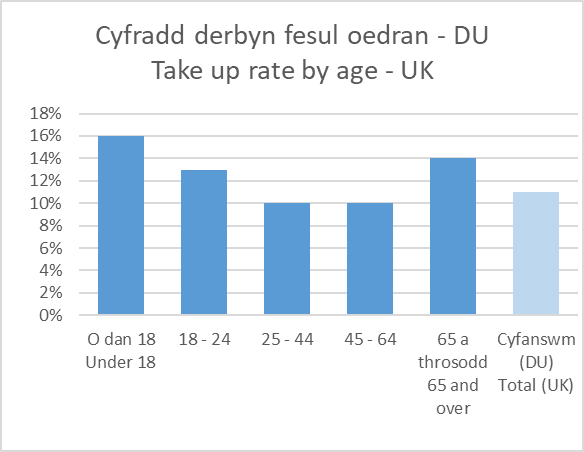 Cyfradd derbyn fesul oedran - DU
Take up rate by age - UK
18%
16%
14%
12%
10%
8%
6%
4%
2%
0%
O dan 18
Under 18
18 - 24
25 - 44
45 - 64
65 a
throsodd
65 and
over
Cyfanswm
(DU)
Total (UK)